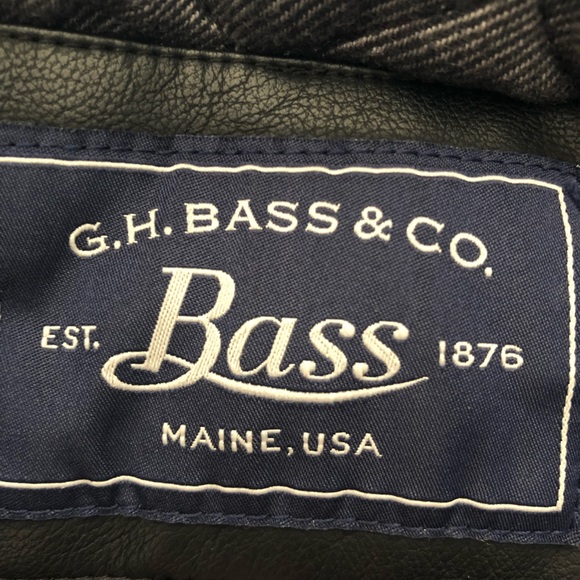 G.H. BASS & CO.
EST. Bass 1876
MAINE, USA